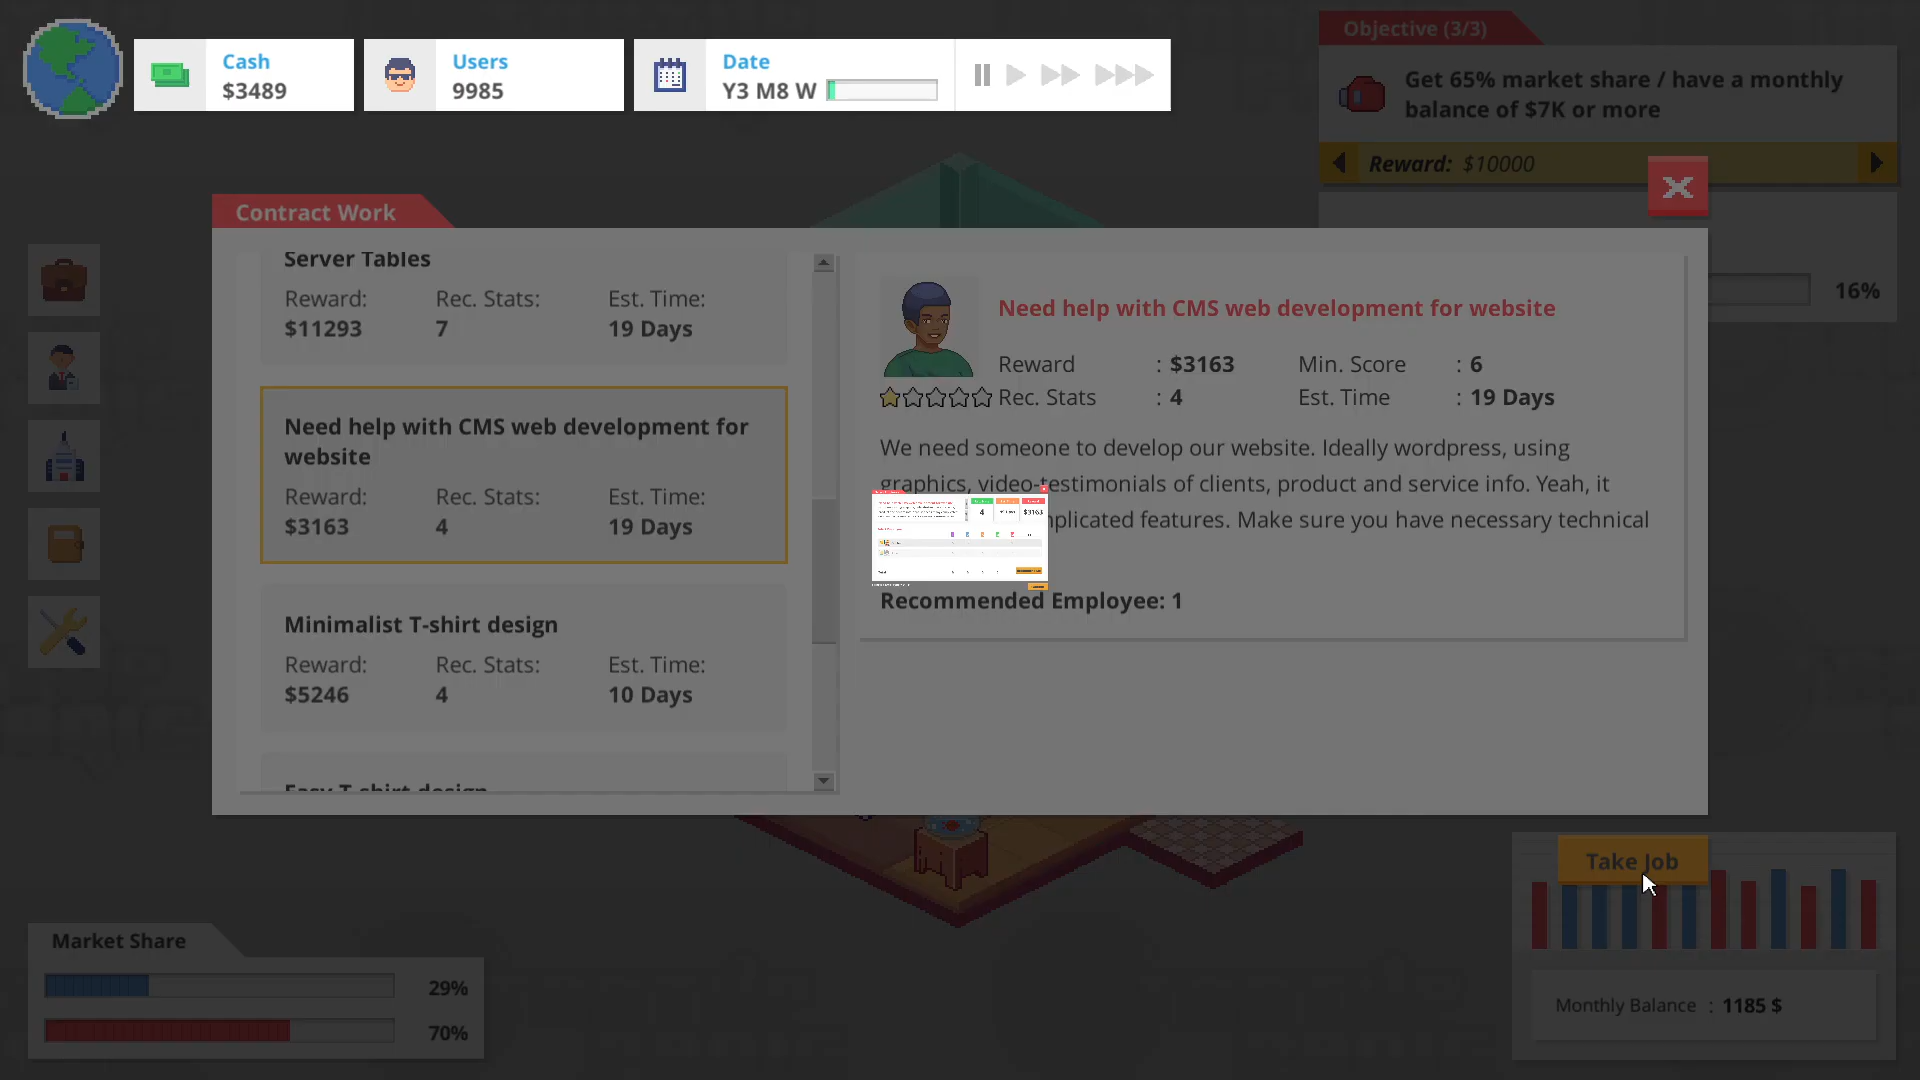 Cash
$3489
Users
9985
Date
Y3 M8 W
Objective (3/3)
Get 65% market share / have a monthly
balance of $7K or more
Reward: $10000
16%
Contract Work
Server Tables
Reward: Rec. Stats: Est. Time:
$11293 7 19 Days
Need help with CMS web development for
website
Reward: Rec. Stats: Est. Time:
$3163 4 19 Days
Minimalist T-shirt design
Reward: Rec. Stats: Est. Time:
$5246 4 10 Days
Easy T-shirt design
Need help with CMS web development for website
Reward : $3163 Min. Score : 6
Rec. Stats : 4 Est. Time : 19 Days
We need someone to develop our website. Ideally wordpress, using
graphics, video-testimonials of clients, product and service info. Yeah, it
features. Make sure you have necessary technical
4 $3163
Recommended Employee: 1
Take Job
Market Share
29%
70%
Monthly Balance : 1185 $